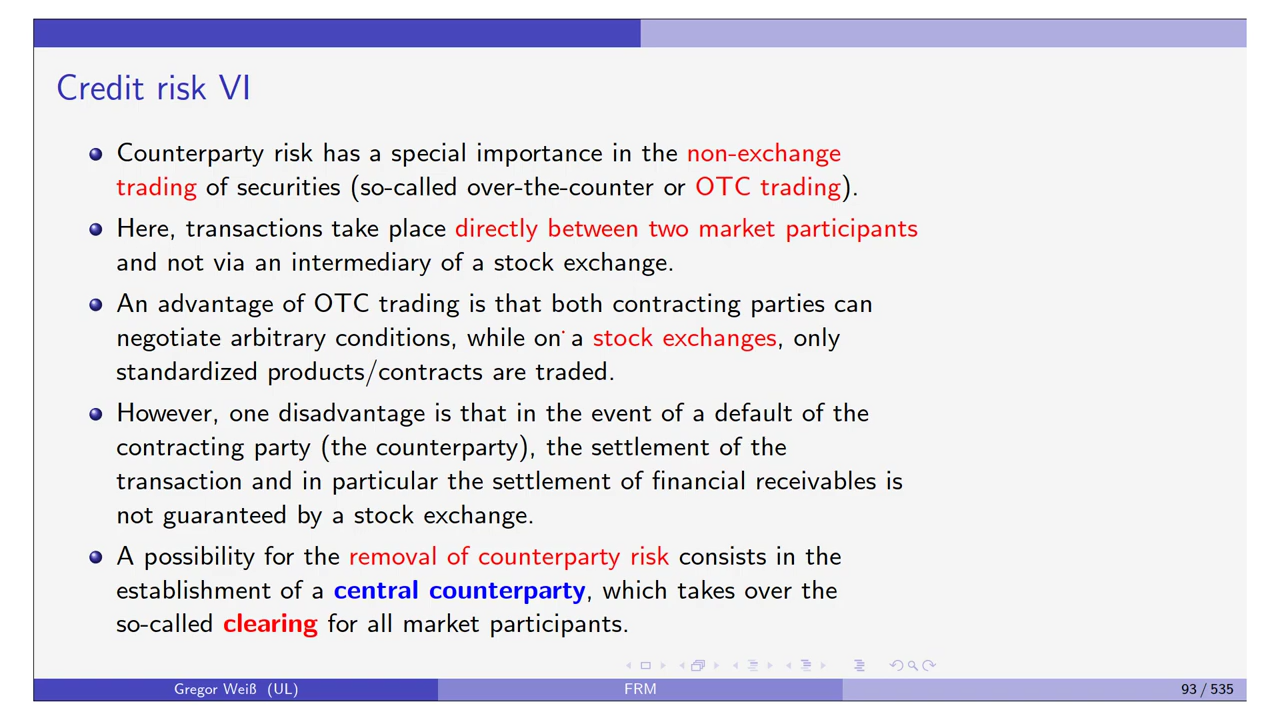 Credit risk VI
Counterparty risk has a special importance in the non-exchange
trading of securities (so-called over-the-counter or OTC trading).
Here, transactions take place directly between two market participants
and not via an intermediary of a stock exchange.
An advantage of OTC trading is that both contracting parties can
negotiate arbitrary conditions, while on a stock exchanges, only
standardized products/contracts are traded.
However, one disadvantage is that in the event of a default of the
contracting party (the counterparty), the settlement of the
transaction and in particular the settlement of financial receivables is
not guaranteed by a stock exchange.
A possibility for the removal of counterparty risk consists in the
establishment of a central counterparty, which takes over the
so-called clearing for all market participants.
Gregor Weiß (UL) FRM 93 / 535